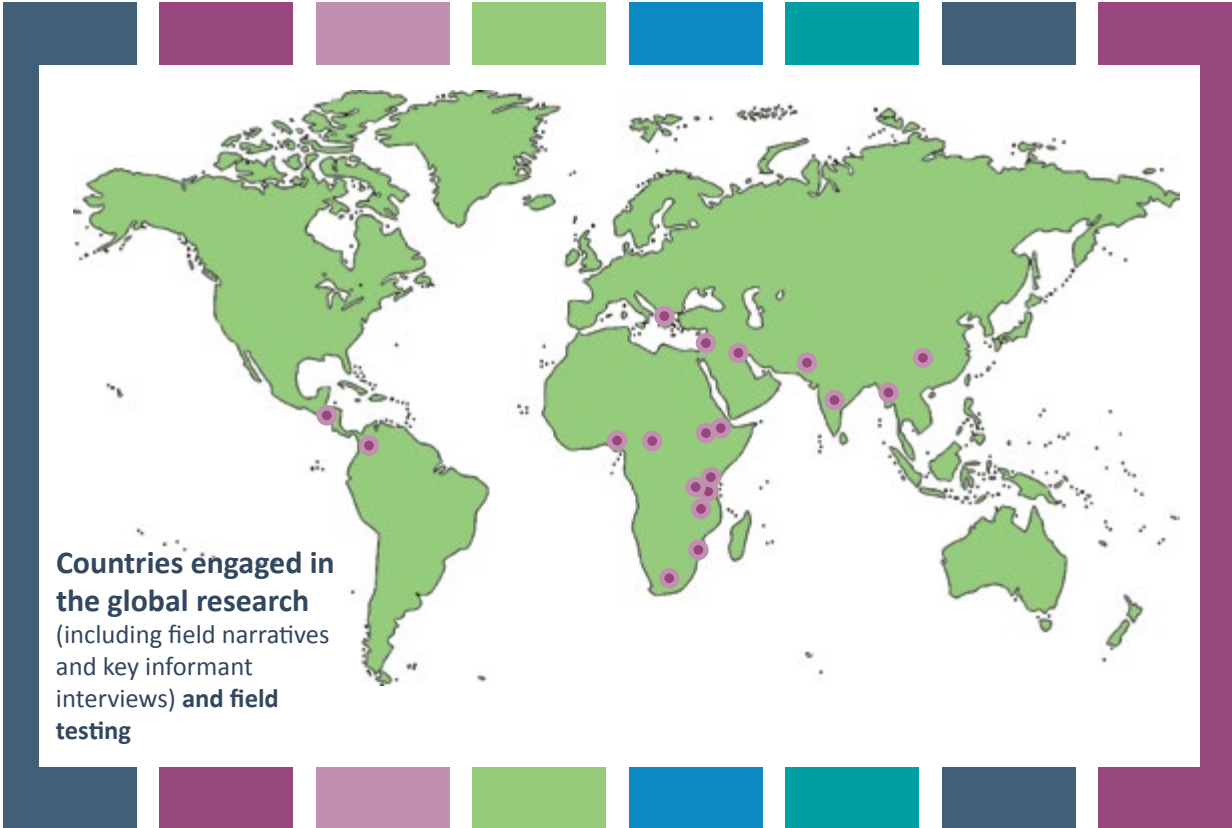 Countries engaged in
the global research
(including field narratives
and key informant
interviews) and field
testing